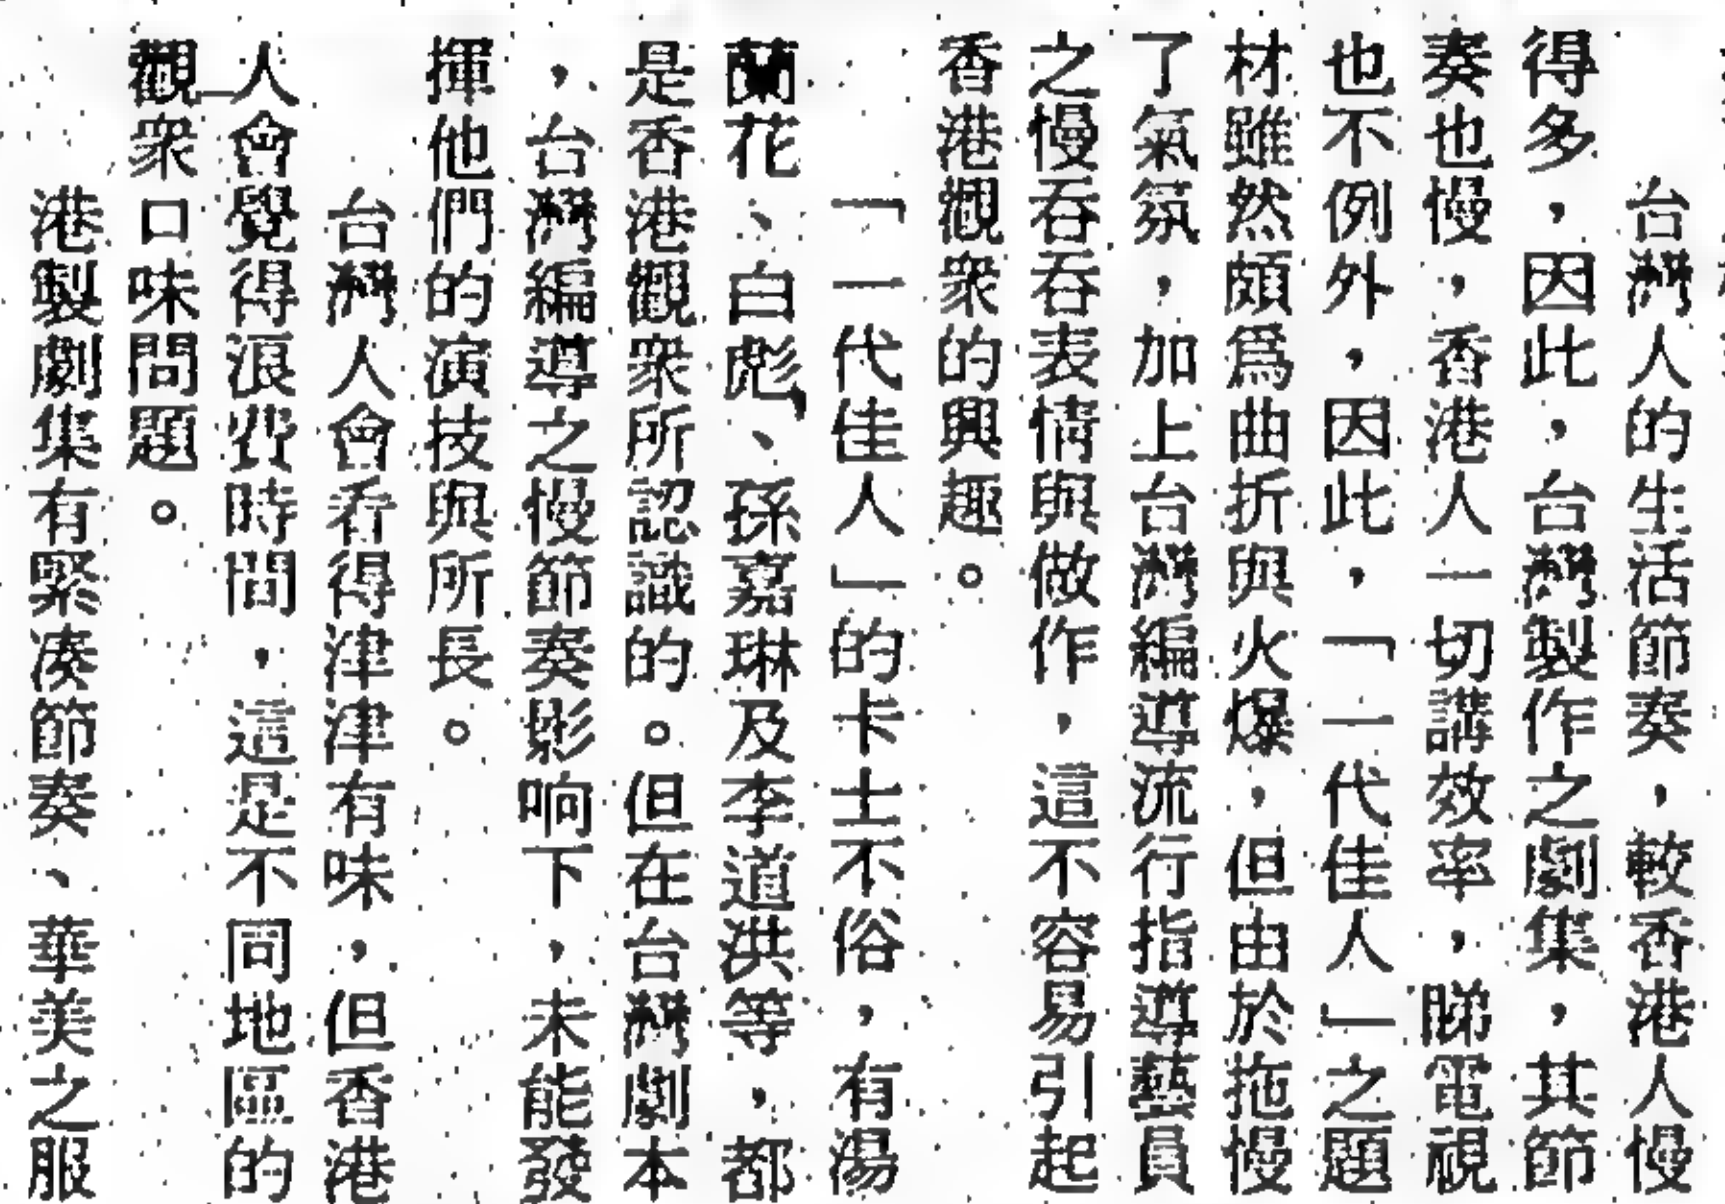 台灣人的生活節奏，較香港人慢
得多，因此，台灣製作之劇集，其節
奏也慢，香港人一切講效率，睇電視
也不例外，因此，「一代佳人」之題
材雖然頗爲曲折與火爆，但由於拖慢
了氣氛，加上台灣編導流行指導藝員
之慢吞吞表情與做作，這不容易引起
香港觀衆的興趣。
「一代佳人」的卡士不俗，有湯
蘭花、白彪、孫嘉琳及李道洪等，都
是香港觀衆所認識的。但在台灣劇本
，台灣編導之慢節奏影响下，未能發
揮他們的演技與所長。
台灣人會看得津津有味，但香港
人會覺得浪費時間，這是不同地區的
觀衆口味問題。
港製劇集有緊湊節奏、華美之服